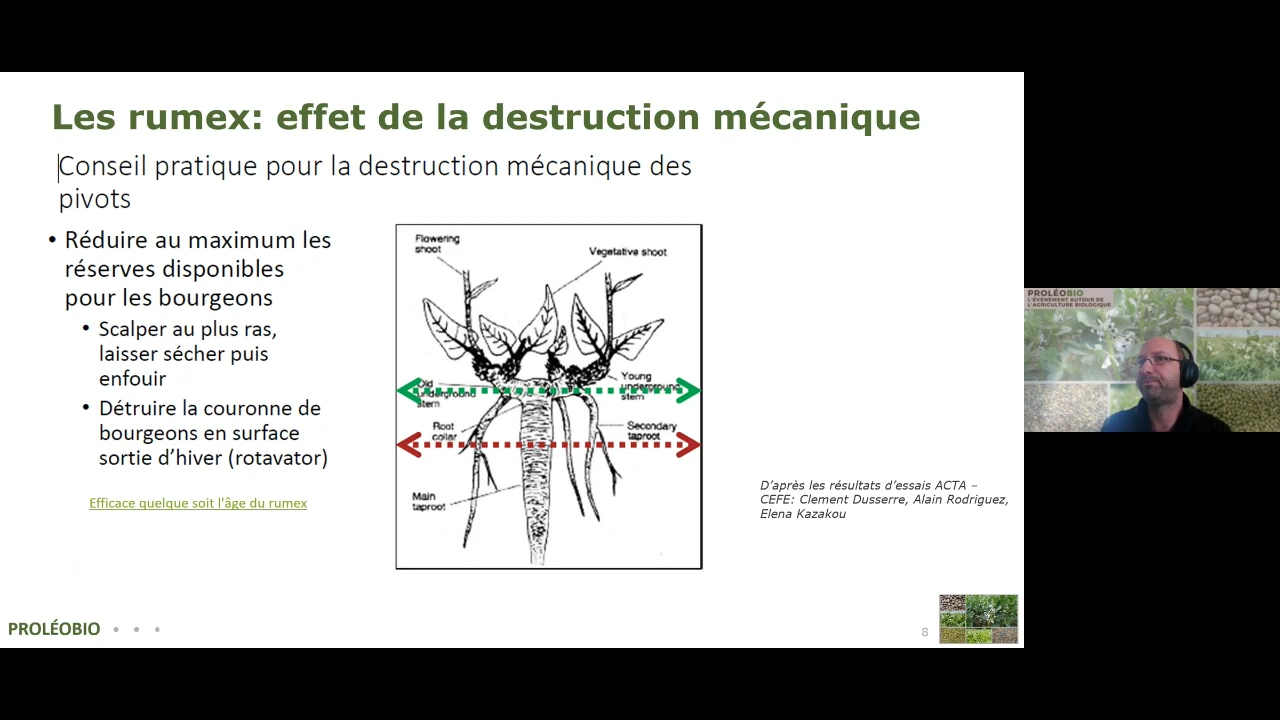 Les rumex: effet de la destruction mécanique
Conseil pratique pour la destruction mécanique des
pivots
• Réduire au maximum les
réserves disponibles
pour les bourgeons
• Scalper au plus ras,
laisser sécher puis
enfouir
• Détruire la couronne de
bourgeons en surface
sortie d'hiver (rotavator)
Efficace quelque soit l'âge du rumex
Flowering
shoot
Vegetative shoot
Old
underground
stem
Young
underground
stem
Root
collar
Secondary
taproot
Main
taproot
D'après les résultats d'essais ACTA –
CEFE: Clement Dusserre, Alain Rodriguez,
Elena Kazakou
PROLÉOBIO
8
PROLÉOBIO
L'ÉVÉNEMENT AUTOUR DE
L'AGRICULTURE BIOLOGIQUE